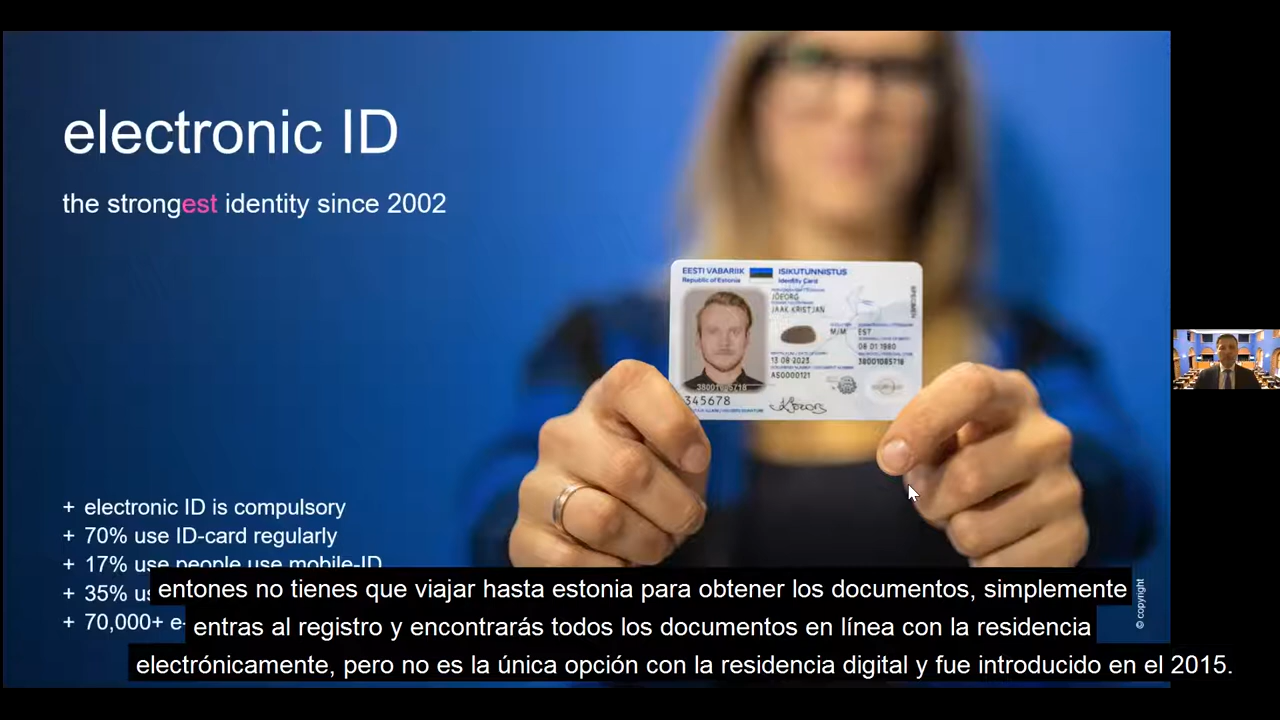 electronic ID
the strongest identity since 2002
EESTI VABARIIK
ISIKUTUNNISTUS
Republic of Estonia
Identity Card
JÕEORG
JAAK-KRISTJAN
M/M EST
08 01 1980
13 08 2023
38001085718
AS0000121
38001085718
345678
SPECIMEN
+ electronic ID is compulsory
+ 70% use ID-card regularly
+ 17% use people use mobile-ID
+ 35% us
+ 70,000+ e-
entones no tienes que viajar hasta estonia para obtener los documentos, simplemente
entras al registro y encontrarás todos los documentos en línea con la residencia
electrónicamente, pero no es la única opción con la residencia digital y fue introducido en el 2015.
© copyright